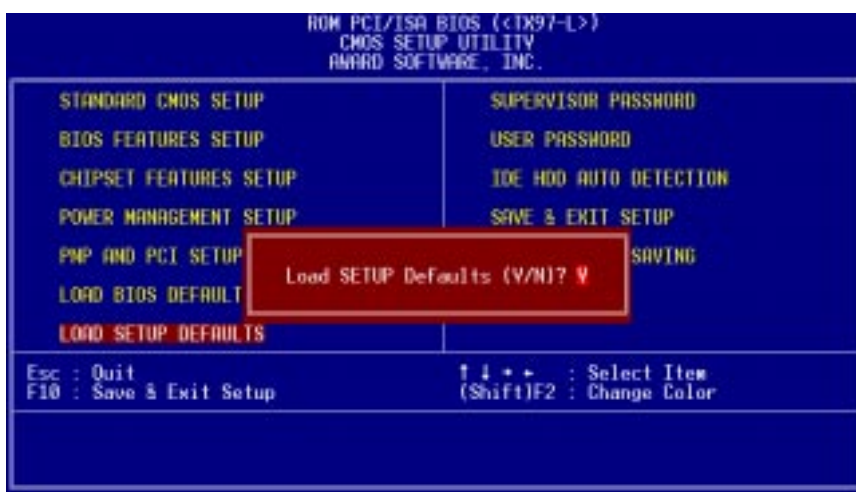 ROM PCI/ISA BIOS (<TX97-L>)
CMOS SETUP UTILITY
AWARD SOFTWARE, INC.
STANDARD CMOS SETUP
BIOS FEATURES SETUP
CHIPSET FEATURES SETUP
POWER MANAGEMENT SETUP
PNP AND PCI SETUP
LOAD BIOS DEFAULT
LOAD SETUP DEFAULTS
SUPERVISOR PASSWORD
USER PASSWORD
IDE HDD AUTO DETECTION
SAVE & EXIT SETUP
SAVING
Load SETUP Defaults (Y/N)? Y
Esc : Quit
F10 : Save & Exit Setup
↑ ↓ → ← : Select Item
(Shift)F2 : Change Color